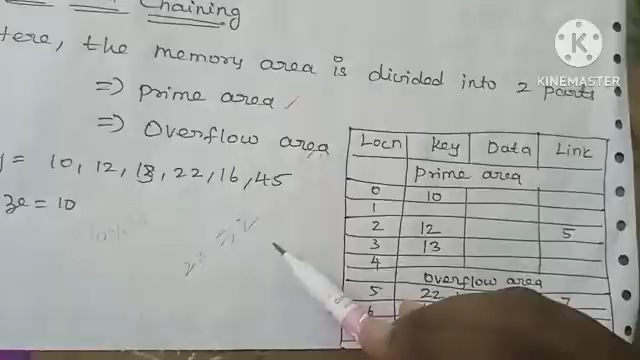 Chaining
Here, the memory area is divided into 2 parts
=> Prime area
=> Overflow area
= 10, 12, 13, 22, 16, 45
ze = 10
Locn Key Data Link
Prime area
0 10
1
2 12 5
3 13
4
Overflow area
5 22 7
6
KINEMASTER